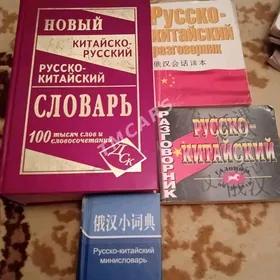 НОВЫЙ
КИТАЙСКО-
РУССКИЙ
РУССКО-
КИТАЙСКИЙ
СЛОВАРЬ
100 тысяч слов и
словосочетаний
Русско-
китайский
разговорник
俄汉会话读本
РАЗГОВОРНИК
РУССКО-
КИТАЙСКИЙ
俄汉小词典
Русско-китайский
минисловарь
TMCARS